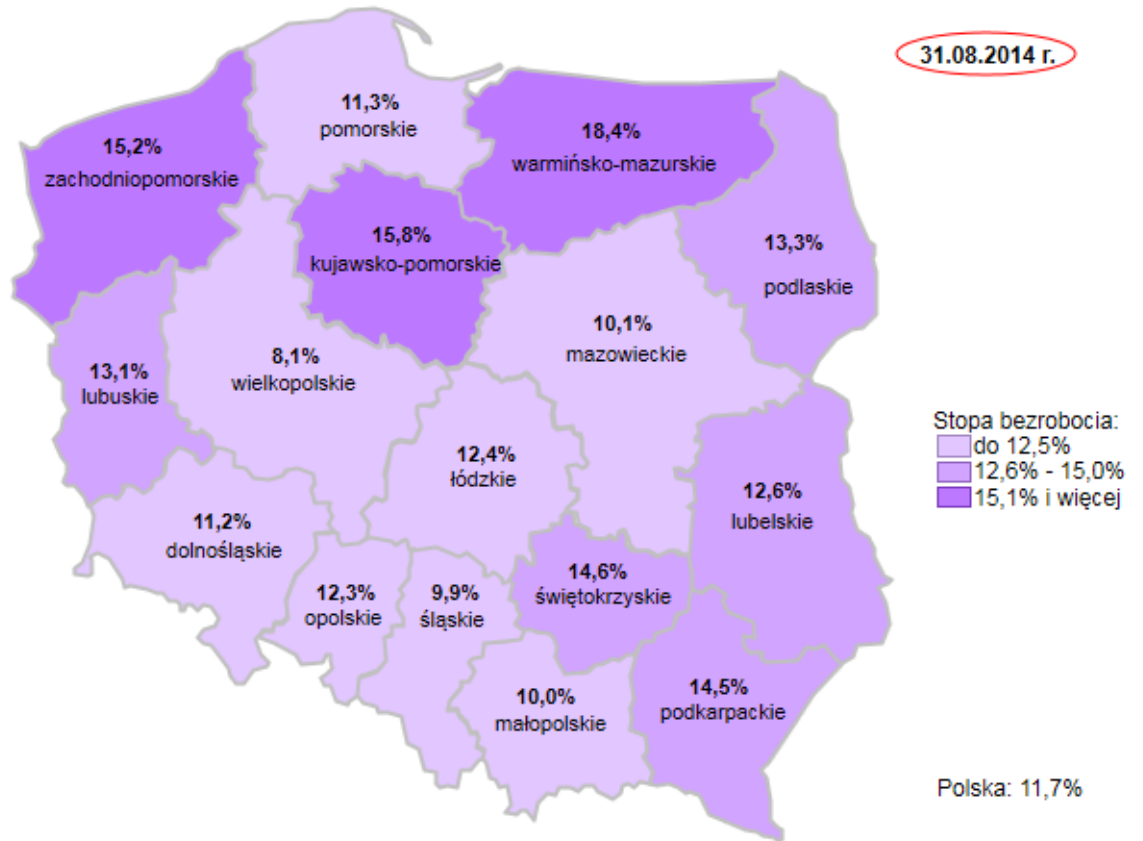 31.08.2014 r.
11,3%
pomorskie
15,2%
zachodniopomorskie
18,4%
warmińsko-mazurskie
15,8%
kujawsko-pomorskie
13,3%
podlaskie
10,1%
mazowieckie
8,1%
wielkopolskie
13,1%
lubuskie
12,4%
łódzkie
12,6%
lubelskie
11,2%
dolnośląskie
12,3%
opolskie
9,9%
śląskie
14,6%
świętokrzyskie
10,0%
małopolskie
14,5%
podkarpackie
Stopa bezrobocia:
do 12,5%
12,6% - 15,0%
15,1% i więcej
Polska: 11,7%